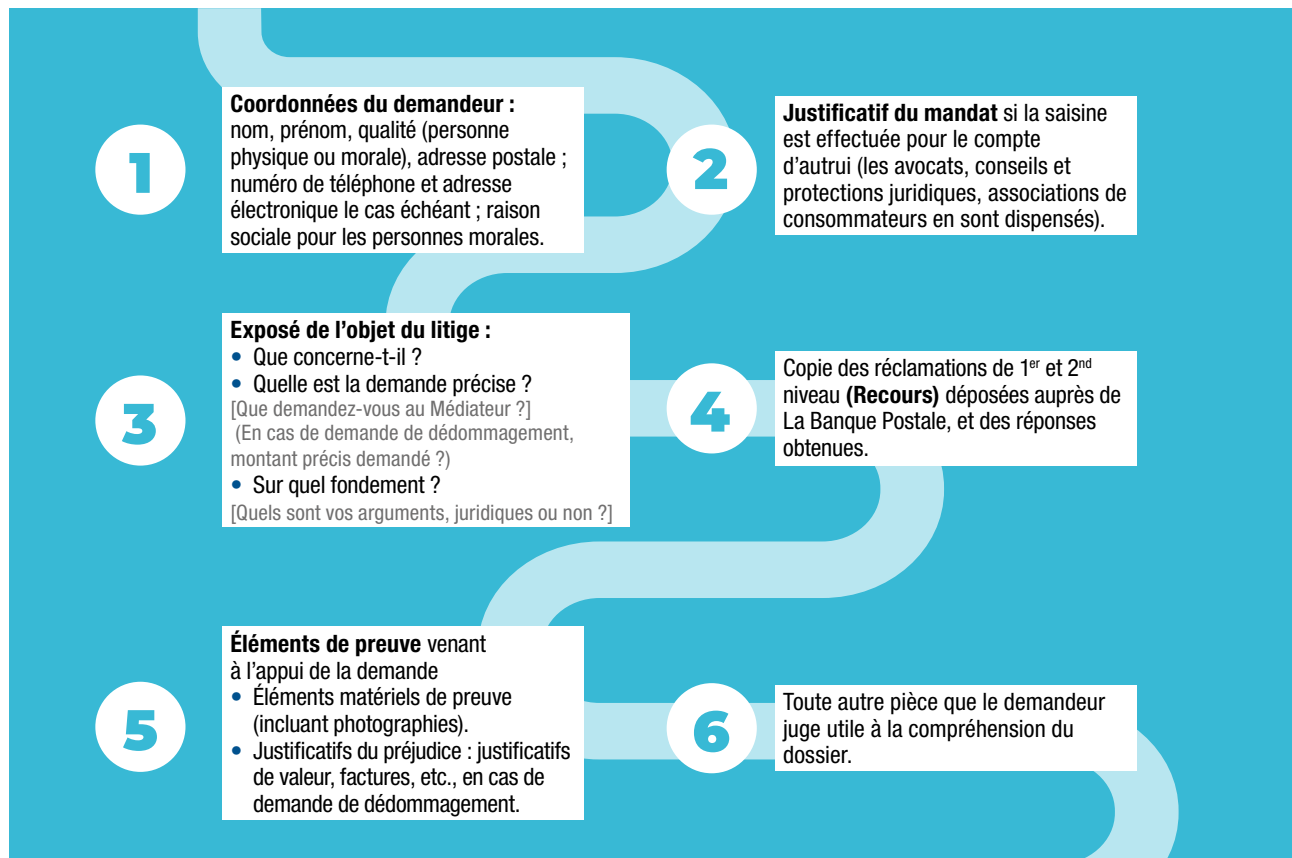 1
Coordonnées du demandeur :
nom, prénom, qualité (personne
physique ou morale), adresse postale ;
numéro de téléphone et adresse
électronique le cas échéant ; raison
sociale pour les personnes morales.
2
Justificatif du mandat si la saisine
est effectuée pour le compte
d'autrui (les avocats, conseils et
protections juridiques, associations de
consommateurs en sont dispensés).
3
Exposé de l'objet du litige :
• Que concerne-t-il ?
• Quelle est la demande précise ?
[Que demandez-vous au Médiateur ?]
(En cas de demande de dédommagement,
montant précis demandé ?)
• Sur quel fondement ?
[Quels sont vos arguments, juridiques ou non ?]
4
Copie des réclamations de 1er et 2nd
niveau (Recours) déposées auprès de
La Banque Postale, et des réponses
obtenues.
5
Éléments de preuve venant
à l'appui de la demande
• Éléments matériels de preuve
(incluant photographies).
• Justificatifs du préjudice : justificatifs
de valeur, factures, etc., en cas de
demande de dédommagement.
6
Toute autre pièce que le demandeur
juge utile à la compréhension du
dossier.